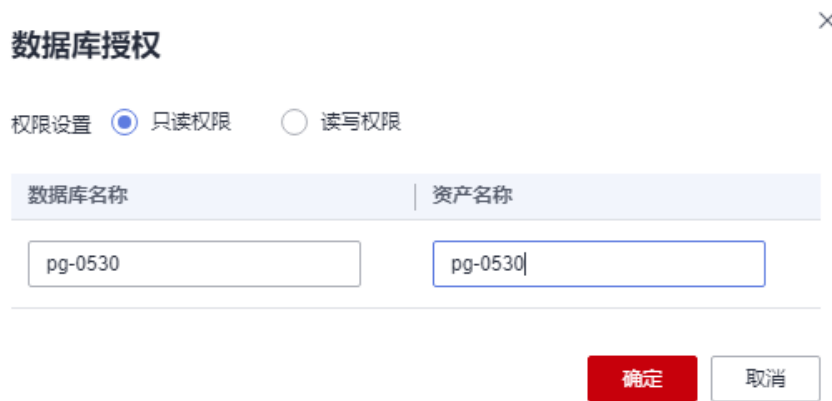 数据库授权
权限设置 只读权限 读写权限
数据库名称 资产名称
pg-0530 pg-0530
确定 取消